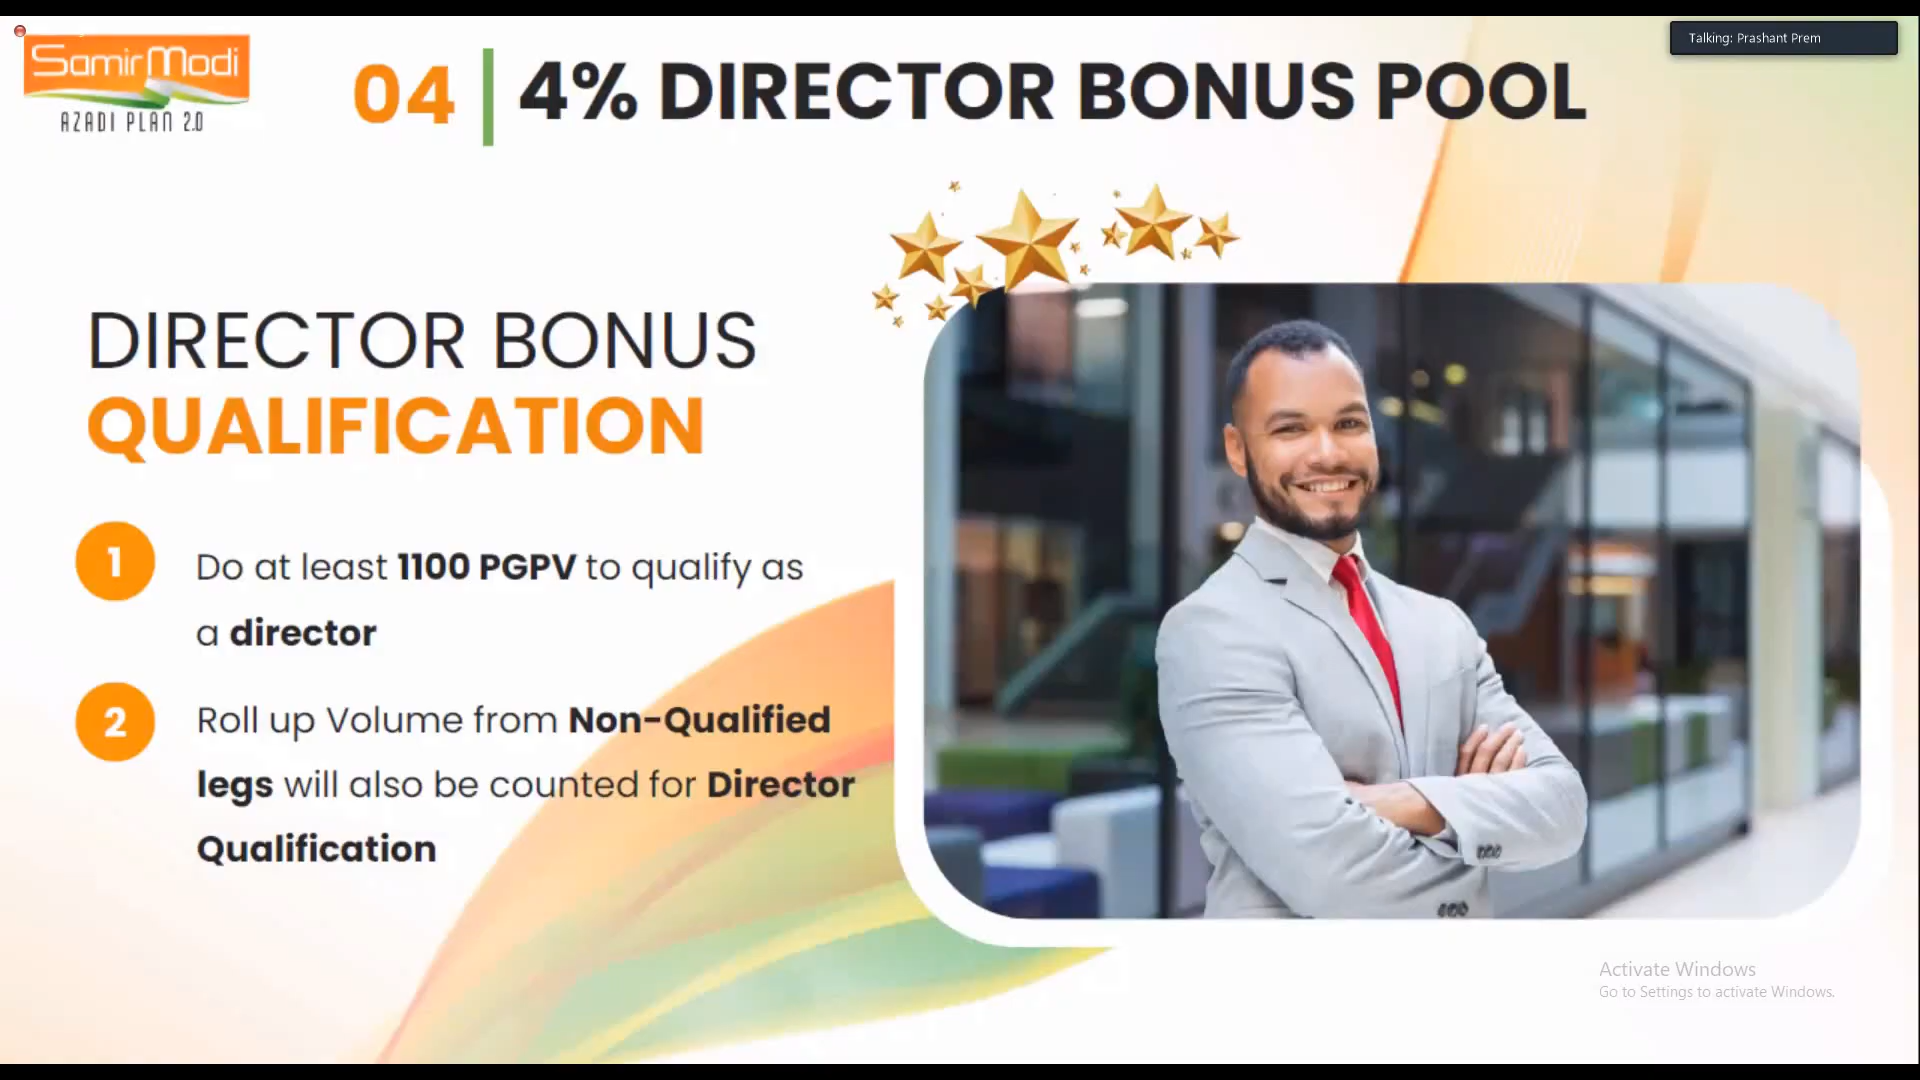 SamirModi
AZADI PLAN 2.0
04
4% DIRECTOR BONUS POOL
Talking: Prashant Prem
DIRECTOR BONUS
QUALIFICATION
1
Do at least 1100 PGPV to qualify as
a director
2
Roll up Volume from Non-Qualified
legs will also be counted for Director
Qualification
Activate Windows
Go to Settings to activate Windows.